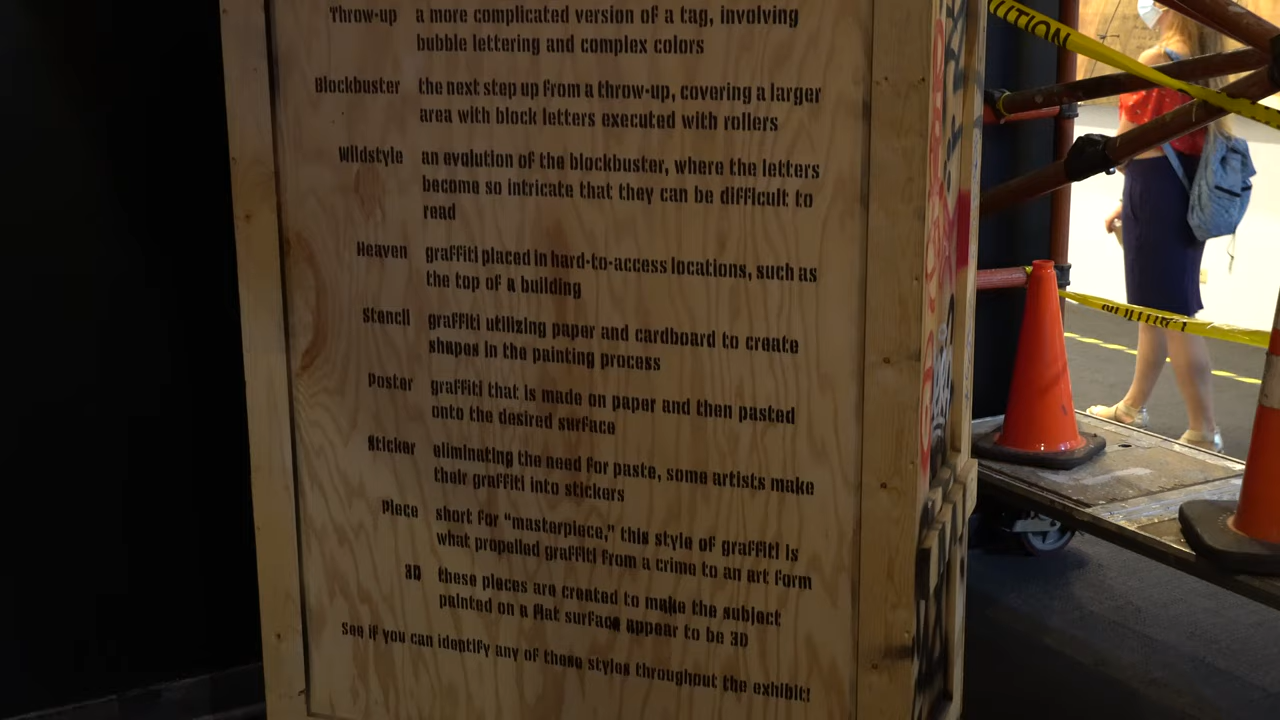 Throw-up a more complicated version of a tag, involving
bubble lettering and complex colors
Blockbuster the next step up from a throw-up, covering a larger
area with block letters executed with rollers
Wildstyle an evolution of the blockbuster, where the letters
become so intricate that they can be difficult to
read
Heaven graffiti placed in hard-to-access locations, such as
the top of a building
Stencil graffiti utilizing paper and cardboard to create
shapes in the painting process
Poster graffiti that is made on paper and then pasted
onto the desired surface
Sticker eliminating the need for paste, some artists make
their graffiti into stickers
Piece short for "masterpiece," this style of graffiti is
what propelled graffiti from a crime to an art form
3D these pieces are created to make the subject
painted on a flat surface appear to be 3D
See if you can identify any of these styles throughout the exhibit!
UTION